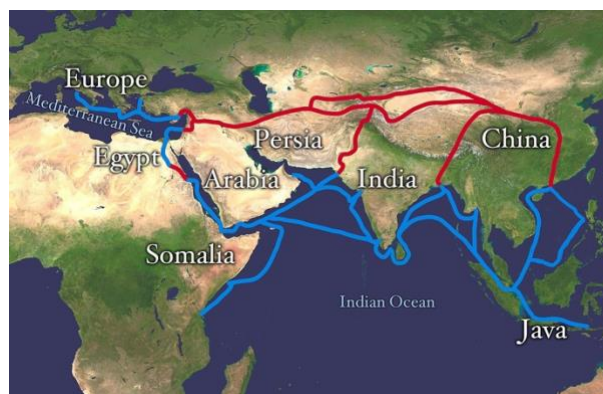 Europe
Mediterranean Sea
Egypt
Persia
China
Arabia
India
Somalia
Indian Ocean
Java